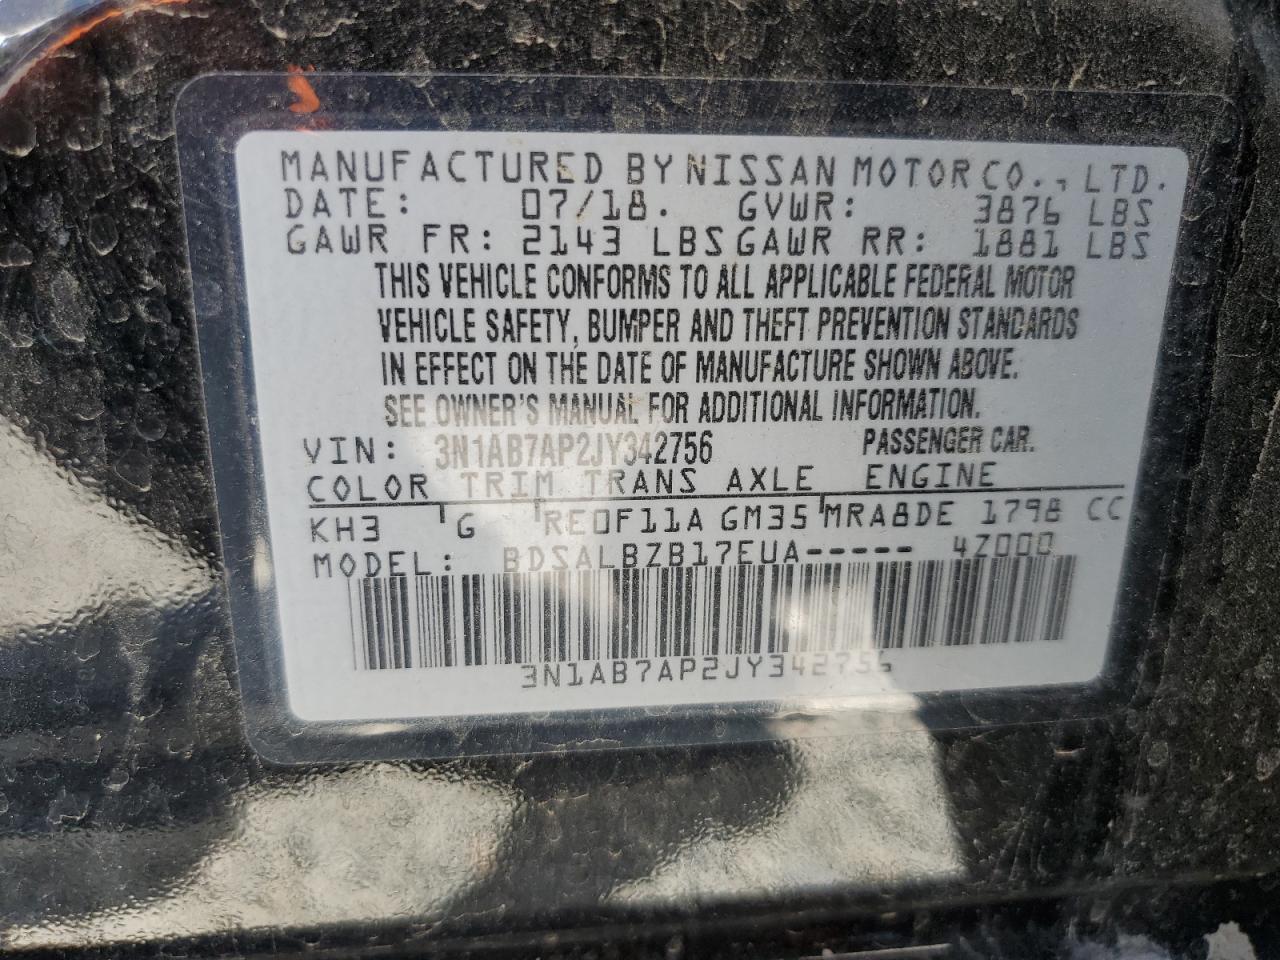 MANUFACTURED BY NISSAN MOTOR CO., LTD.
DATE: 07/18. GVWR: 3876 LBS
GAWR FR: 2143 LBS GAWR RR: 1881 LBS
THIS VEHICLE CONFORMS TO ALL APPLICABLE FEDERAL MOTOR
VEHICLE SAFETY, BUMPER AND THEFT PREVENTION STANDARDS
IN EFFECT ON THE DATE OF MANUFACTURE SHOWN ABOVE.
SEE OWNER'S MANUAL FOR ADDITIONAL INFORMATION.
VIN: 3N1AB7AP2JY342756 PASSENGER CAR.
COLOR TRIM TRANS AXLE ENGINE
KH3 G RE0F11A GM35 MRA8DE 1798 CC
MODEL: BDSALBZB17EUA----- 4Z000
3N1AB7AP2JY342756